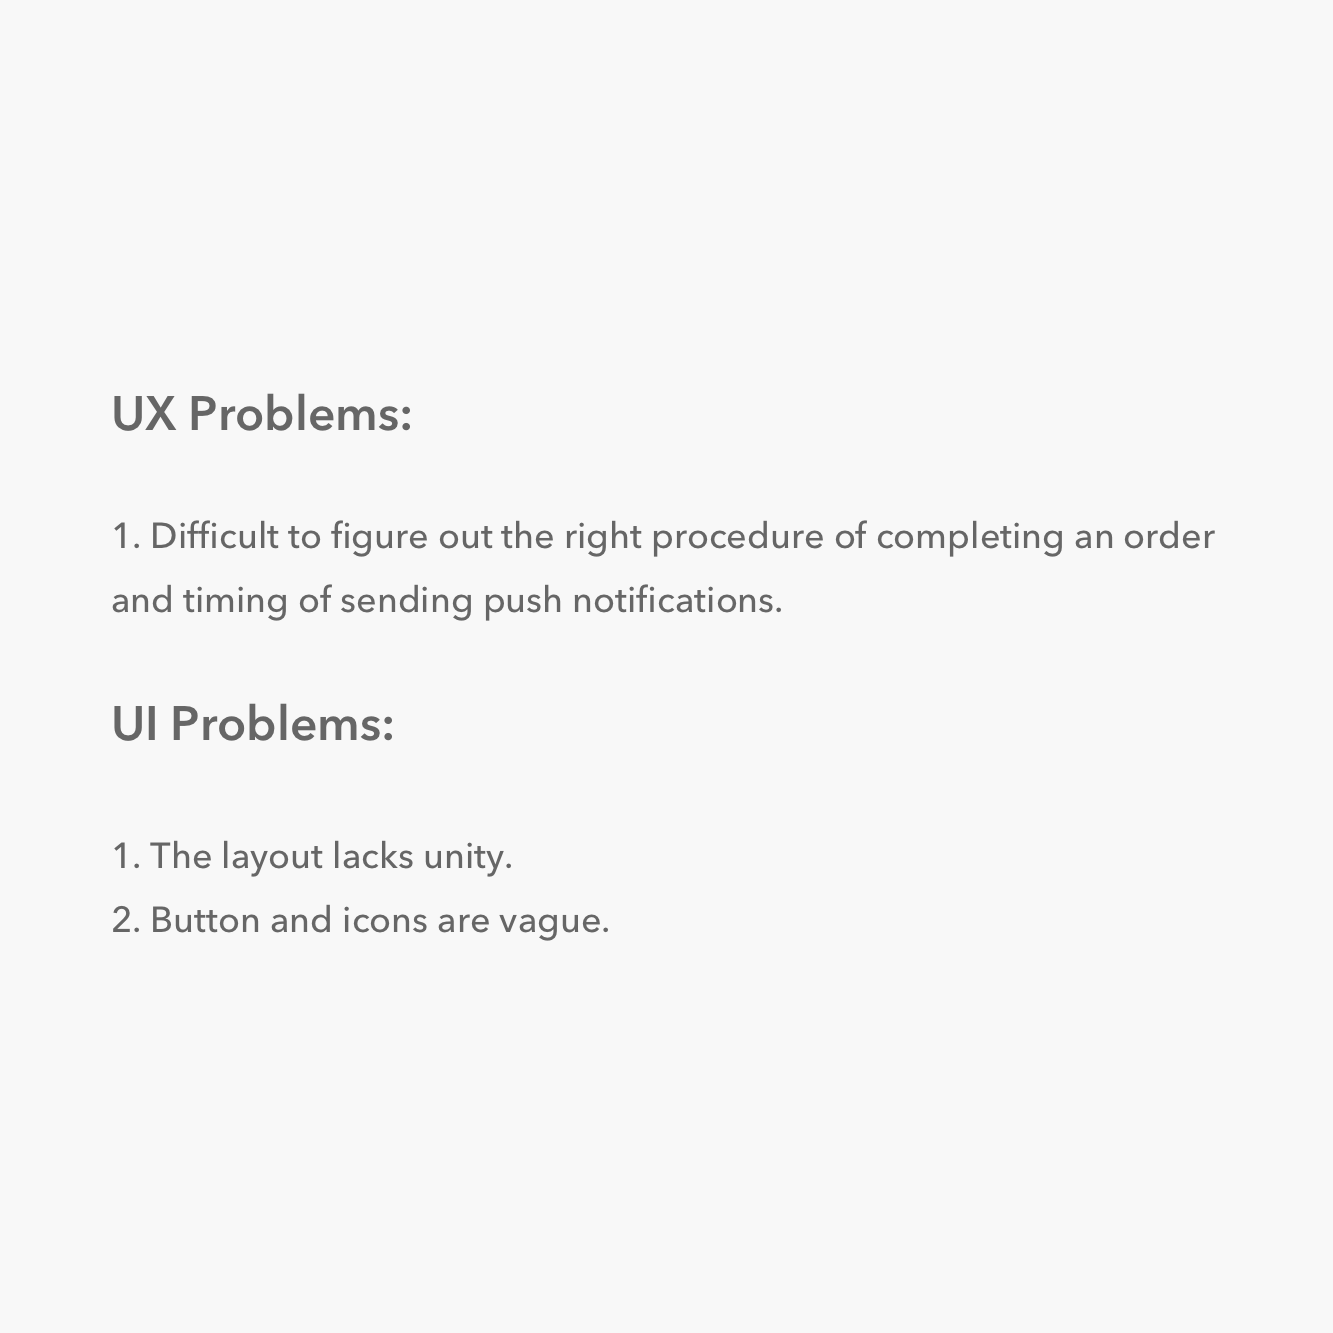 UX Problems:
1. Difficult to figure out the right procedure of completing an order
and timing of sending push notifications.
UI Problems:
1. The layout lacks unity.
2. Button and icons are vague.